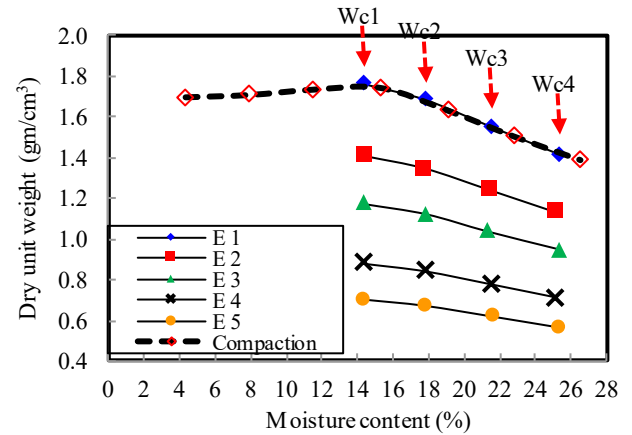 Wc1
Wc2
Wc3
Wc4
2.0
1.8
1.6
1.4
1.2
1.0
0.8
0.6
0.4
Dry unit weight (gm/cm³)
E 1
E 2
E 3
E 4
E 5
Compaction
0 2 4 6 8 10 12 14 16 18 20 22 24 26 28
Moisture content (%)